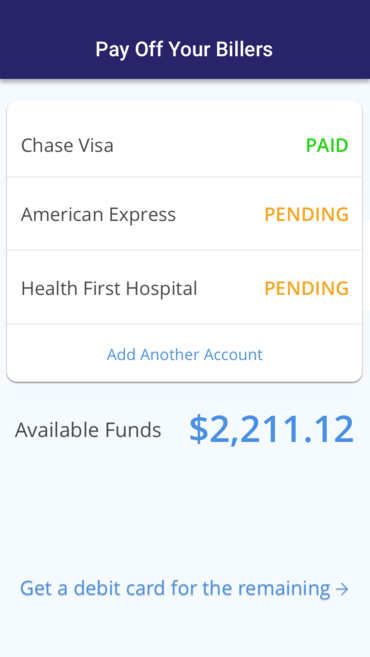 Pay Off Your Billers
Chase Visa PAID
American Express PENDING
Health First Hospital PENDING
Add Another Account
Available Funds $2,211.12
Get a debit card for the remaining →